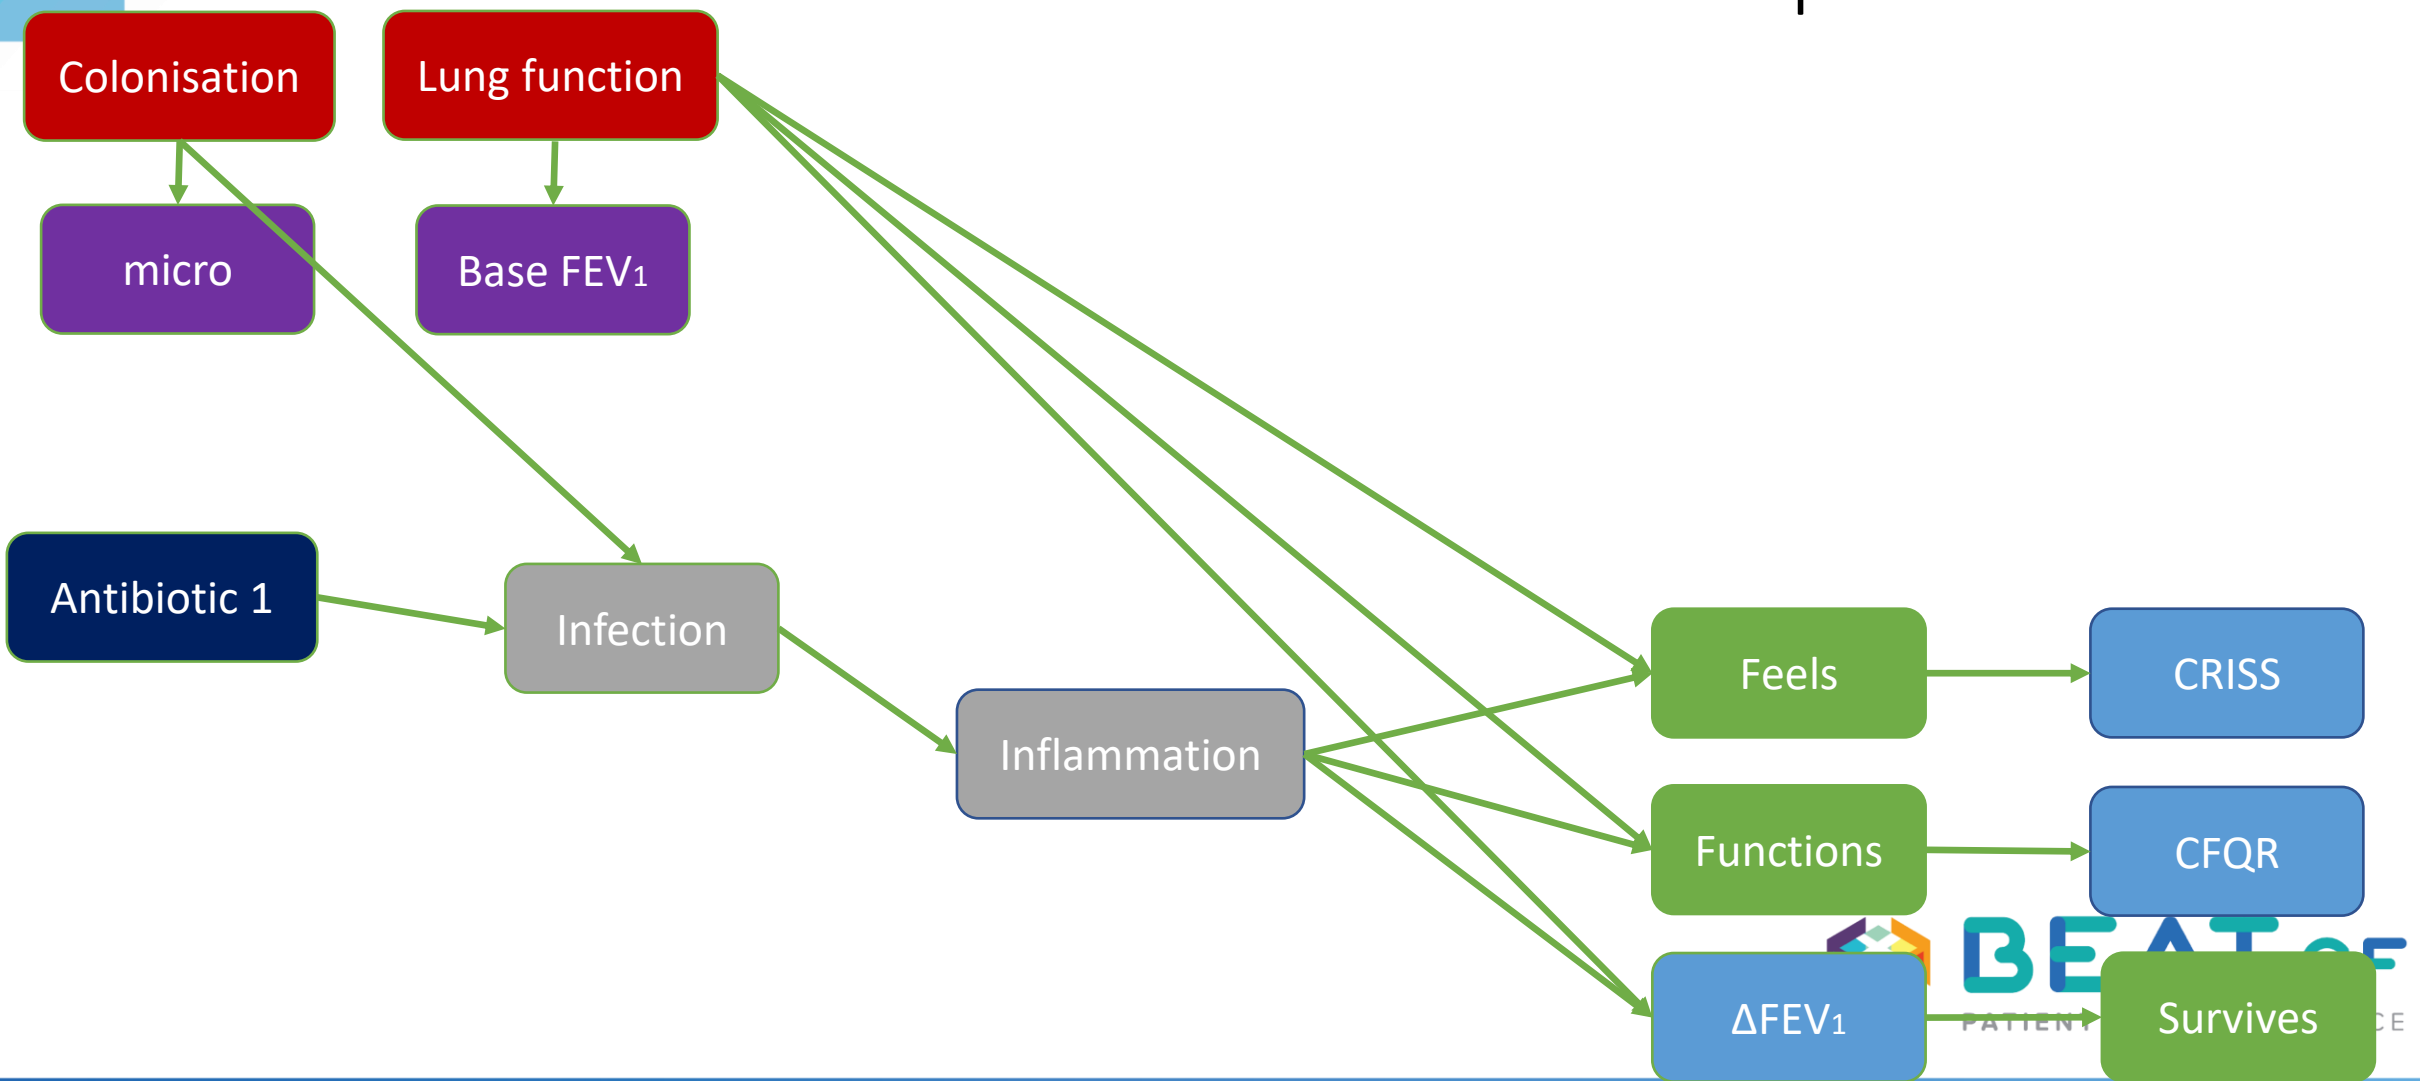 Colonisation
Lung function
micro
Base FEV₁
Antibiotic 1
Infection
Inflammation
Feels
CRISS
Functions
CFQR
ΔFEV₁
Survives